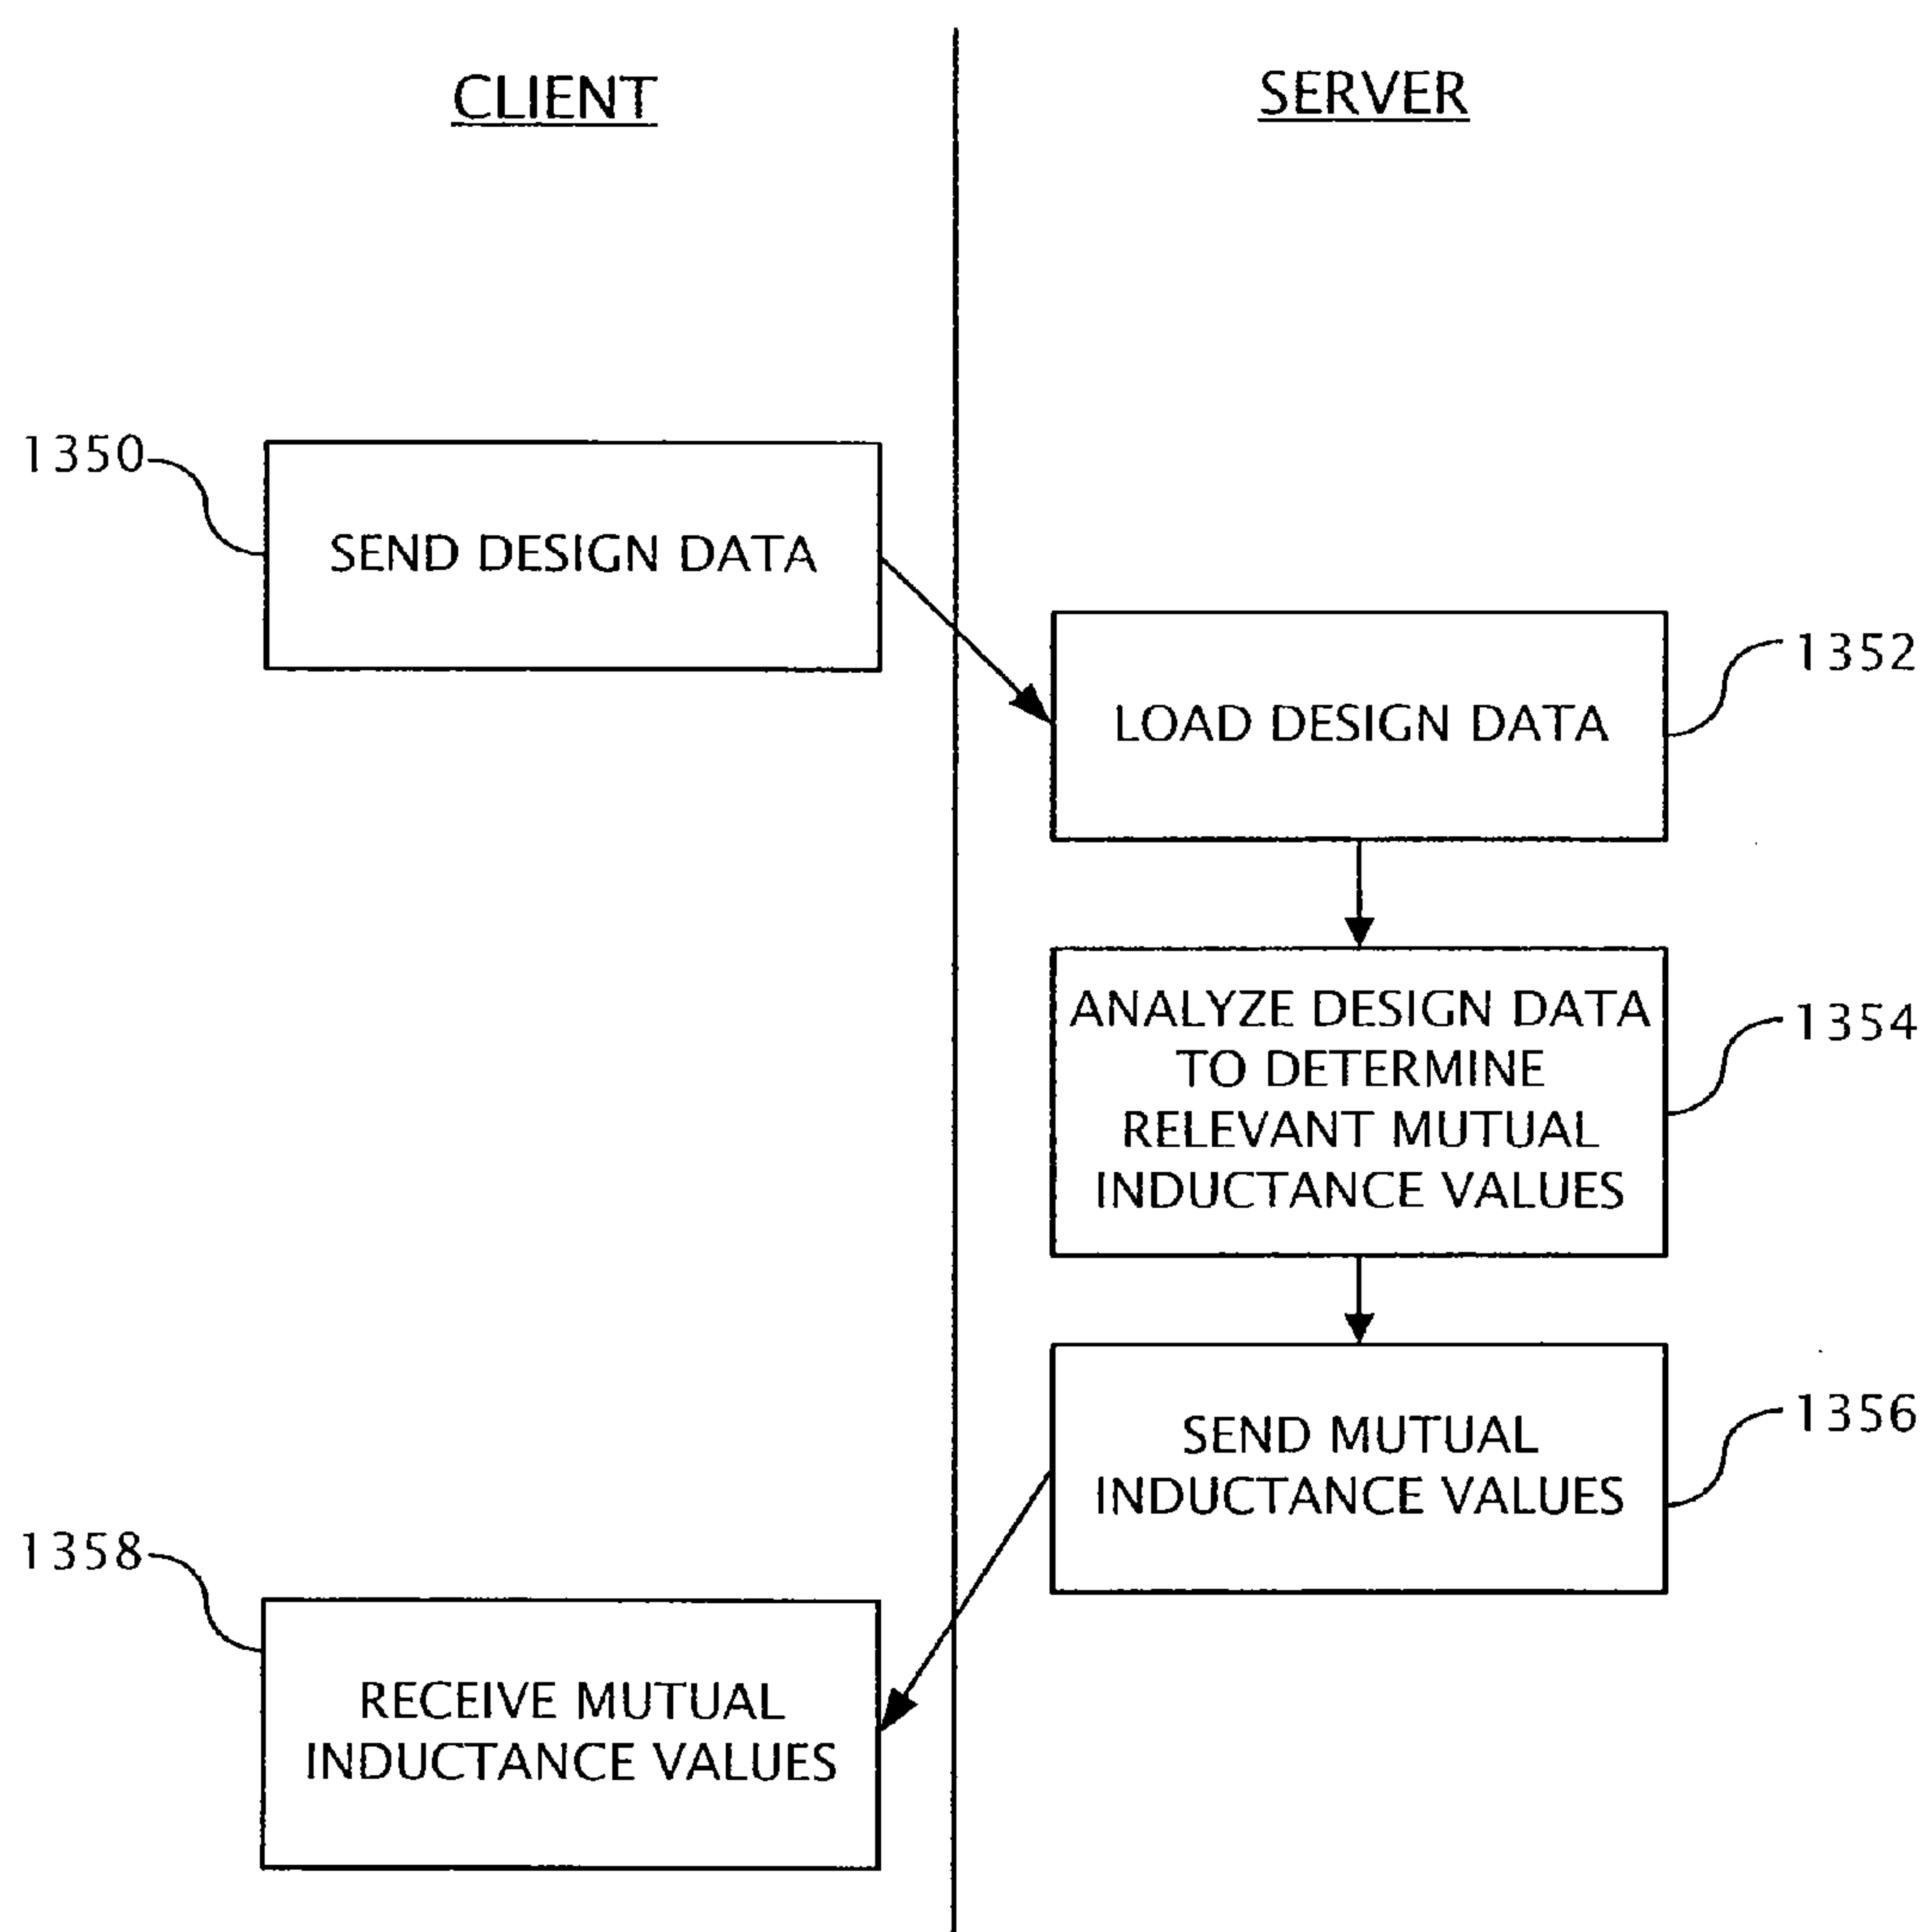 CLIENT
SERVER
1350
SEND DESIGN DATA
1352
LOAD DESIGN DATA
1354
ANALYZE DESIGN DATA
TO DETERMINE
RELEVANT MUTUAL
INDUCTANCE VALUES
1356
SEND MUTUAL
INDUCTANCE VALUES
1358
RECEIVE MUTUAL
INDUCTANCE VALUES